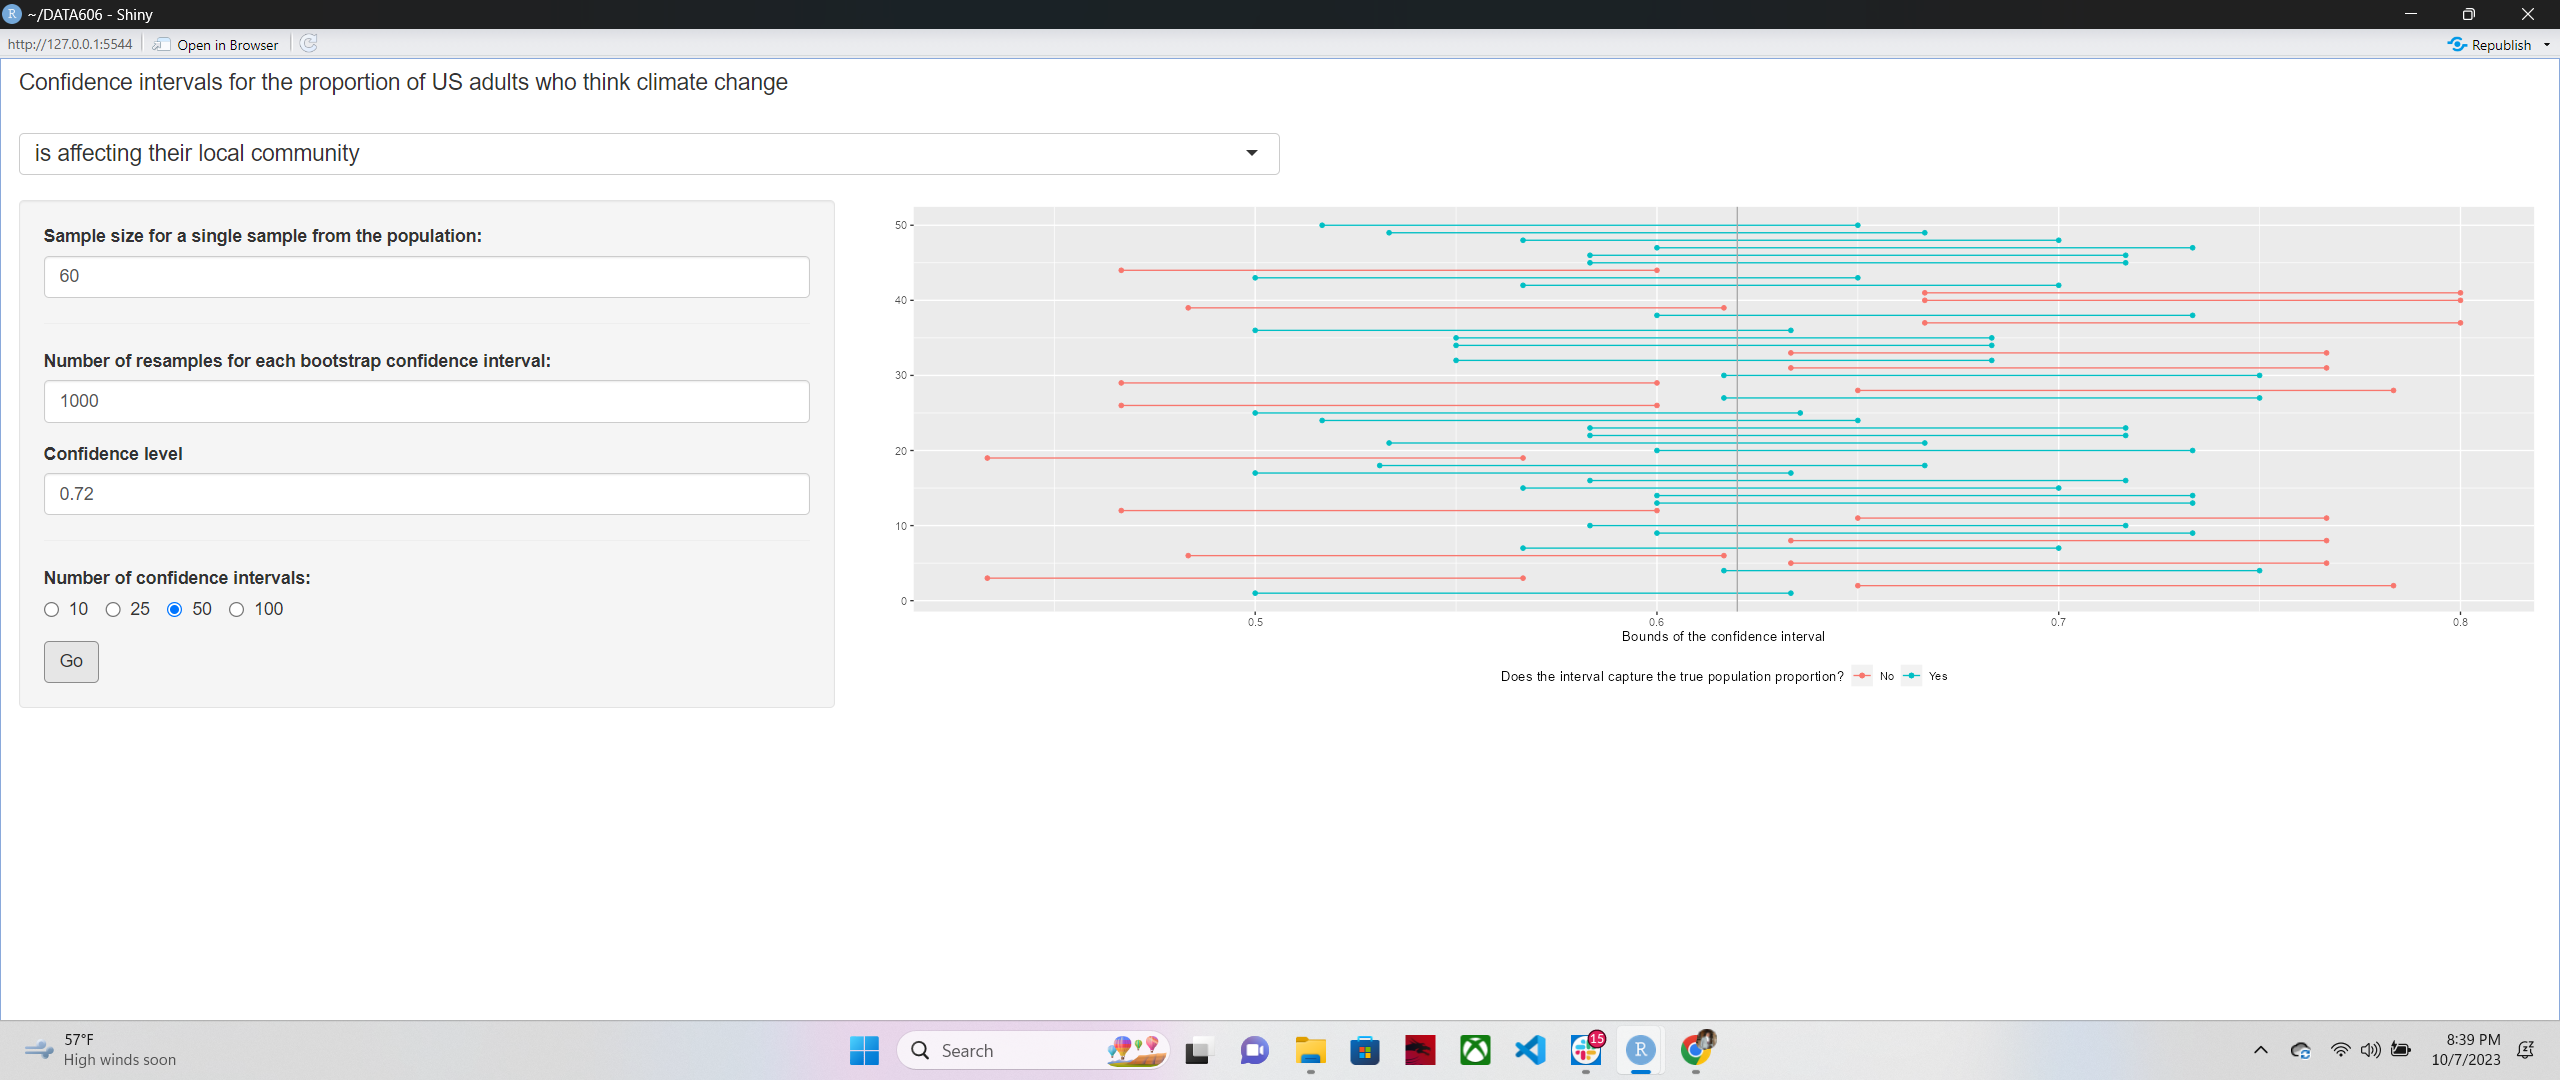 R ~/DATA606 - Shiny
http://127.0.0.1:5544 Open in Browser Republish
Confidence intervals for the proportion of US adults who think climate change
is affecting their local community
Sample size for a single sample from the population:
60
Number of resamples for each bootstrap confidence interval:
1000
Confidence level
0.72
Number of confidence intervals:
10 25 50 100
Go
50
40
30
20
10
0
0.5 0.6 0.7 0.8
Bounds of the confidence interval
Does the interval capture the true population proportion? No Yes
57°F
High winds soon
Search
15
R
8:39 PM
10/7/2023